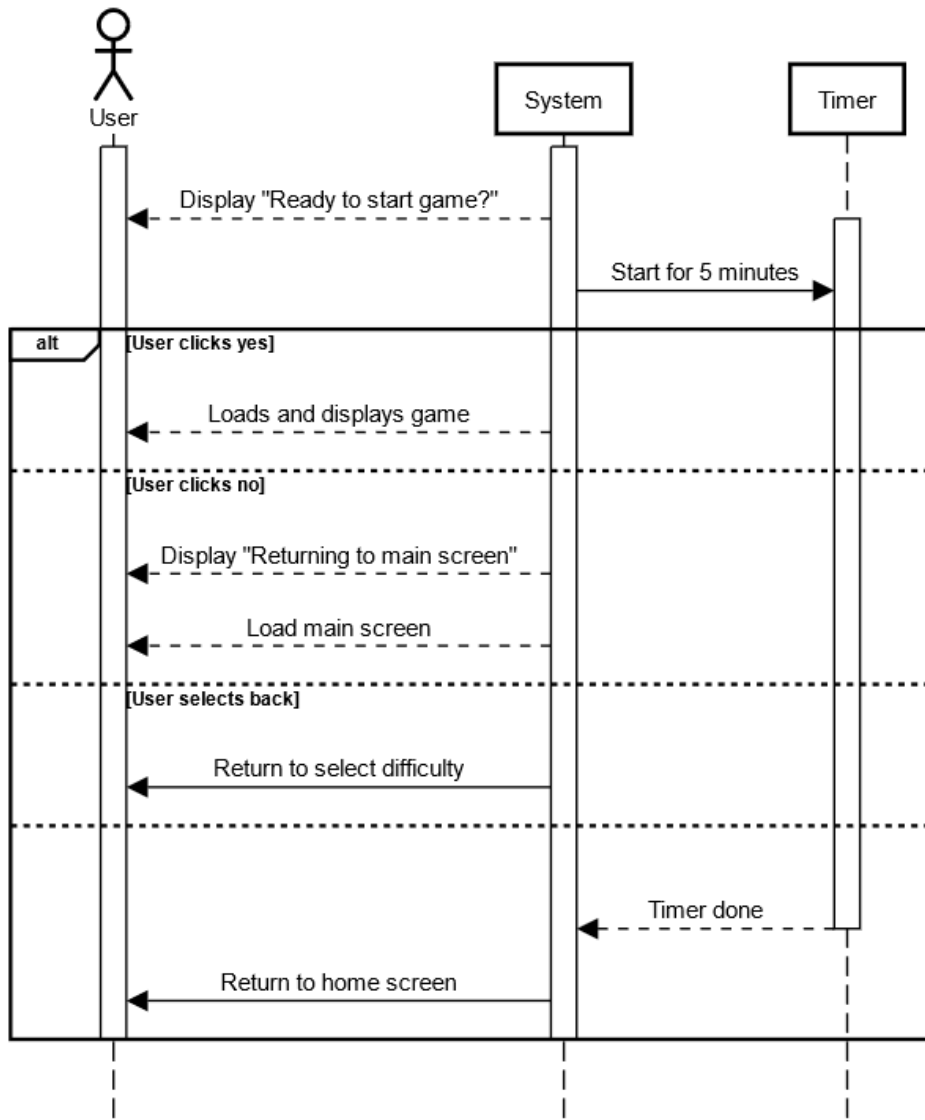 User
System
Timer
Display "Ready to start game?"
Start for 5 minutes
alt
[User clicks yes]
Loads and displays game
[User clicks no]
Display "Returning to main screen"
Load main screen
[User selects back]
Return to select difficulty
Timer done
Return to home screen